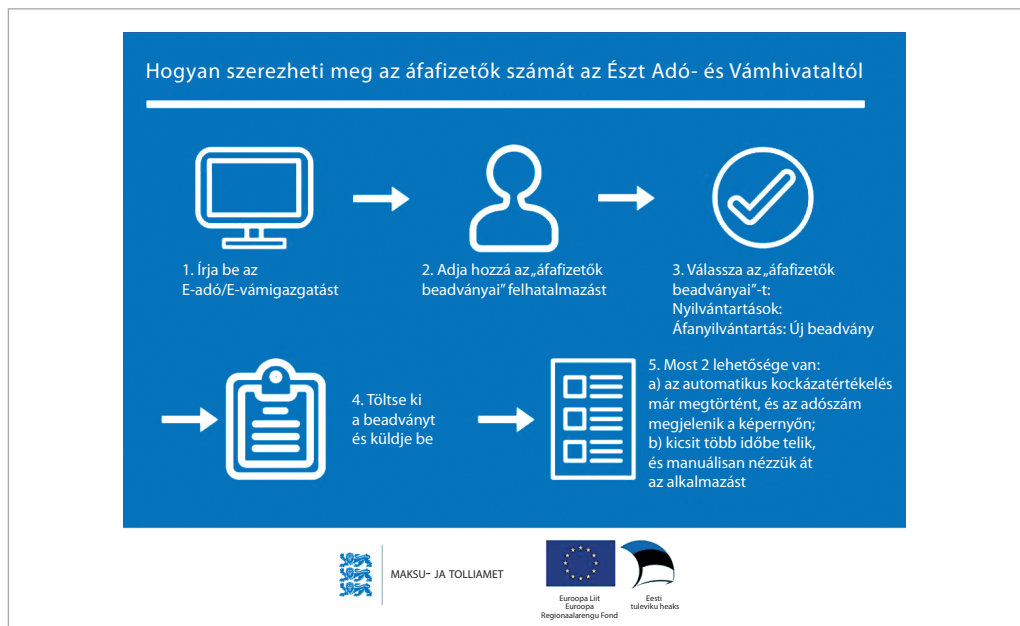 Hogyan szerezheti meg az áfafizetők számát az Észt Adó- és Vámhivataltól
1. Írja be az
E-adó/E-vámigazgatást
2. Adja hozzá az „áfafizetők
beadványai” felhatalmazást
3. Válassza az „áfafizetők
beadványai”-t:
Nyilvántartások:
Áfanyilvántartás: Új beadvány
4. Töltse ki
a beadványt
és küldje be
5. Most 2 lehetősége van:
a) az automatikus kockázatértékelés
már megtörtént, és az adószám
megjelenik a képernyőn;
b) kicsit több időbe telik,
és manuálisan nézzük át
az alkalmazást
MAKSU- JA TOLLIAMET
Euroopa Liit
Euroopa
Regionaalarengu Fond
Eesti
tuleviku heaks